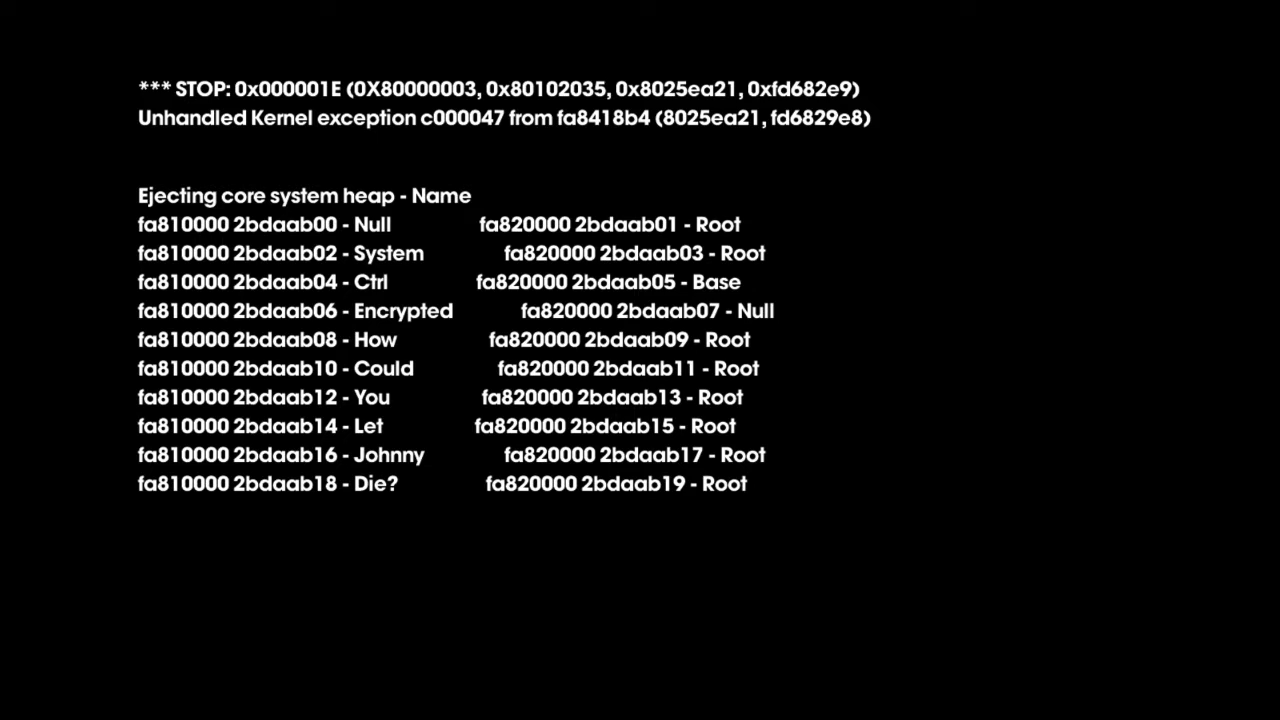 *** STOP: 0x000001E (0X80000003, 0x80102035, 0x8025ea21, 0xfd682e9)
Unhandled Kernel exception c000047 from fa8418b4 (8025ea21, fd6829e8)
Ejecting core system heap - Name
fa810000 2bdaab00 - Null fa820000 2bdaab01 - Root
fa810000 2bdaab02 - System fa820000 2bdaab03 - Root
fa810000 2bdaab04 - Ctrl fa820000 2bdaab05 - Base
fa810000 2bdaab06 - Encrypted fa820000 2bdaab07 - Null
fa810000 2bdaab08 - How fa820000 2bdaab09 - Root
fa810000 2bdaab10 - Could fa820000 2bdaab11 - Root
fa810000 2bdaab12 - You fa820000 2bdaab13 - Root
fa810000 2bdaab14 - Let fa820000 2bdaab15 - Root
fa810000 2bdaab16 - Johnny fa820000 2bdaab17 - Root
fa810000 2bdaab18 - Die? fa820000 2bdaab19 - Root